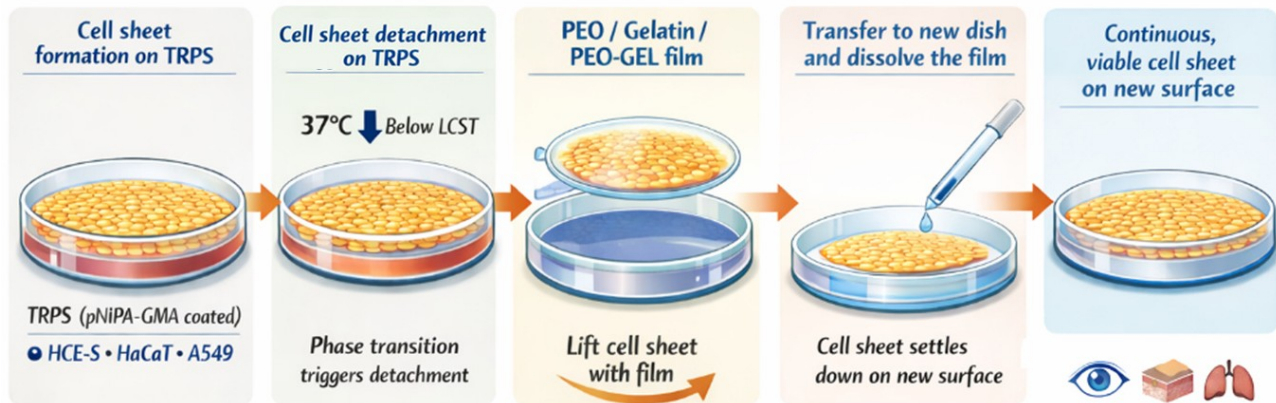 Cell sheet
formation on TRPS
TRPS (pNiPA-GMA coated)
HCE-S • HaCaT • A549
Cell sheet detachment
on TRPS
37°C Below LCST
Phase transition
triggers detachment
PEO / Gelatin /
PEO-GEL film
Lift cell sheet
with film
Transfer to new dish
and dissolve the film
Cell sheet settles
down on new surface
Continuous,
viable cell sheet
on new surface